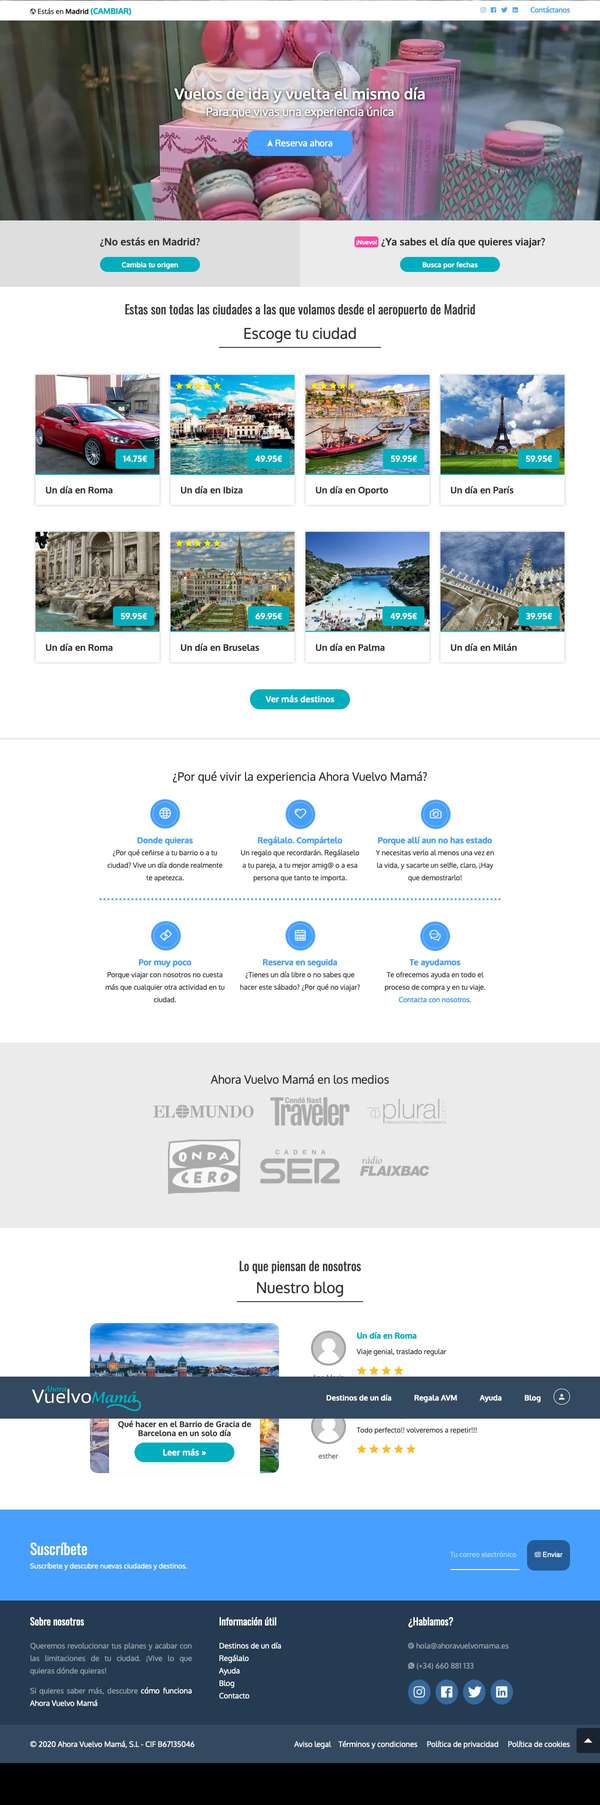 Estás en Madrid (CAMBIAR)
Contáctanos
Vuelos de ida y vuelta el mismo día
Para que vivas una experiencia única
Reserva ahora
¿No estás en Madrid?
Cambia tu origen
¡Nuevo! ¿Ya sabes el día que quieres viajar?
Busca por fechas
Estas son todas las ciudades a las que volamos desde el aeropuerto de Madrid
Escoge tu ciudad
14.75€
Un día en Roma
49.95€
Un día en Ibiza
59.95€
Un día en Oporto
59.95€
Un día en París
59.95€
Un día en Roma
69.95€
Un día en Bruselas
49.95€
Un día en Palma
39.95€
Un día en Milán
Ver más destinos
¿Por qué vivir la experiencia Ahora Vuelvo Mamá?
Donde quieras
¿Por qué ceñirse a tu barrio o a tu
ciudad? Vive un día donde realmente
te apetezca.
Regálalo. Compártelo
Un regalo que recordarán. Regálaselo
a tu pareja, a tu mejor amig@ o a esa
persona que tanto te importa.
Porque allí aun no has estado
Y necesitas verlo al menos una vez en
la vida, y sacarte un selfie, claro, ¡Hay
que demostrarlo!
Por muy poco
Porque viajar con nosotros no cuesta
más que cualquier otra actividad en tu
ciudad.
Reserva en seguida
¿Tienes un día libre o no sabes que
hacer este sábado? ¿Por qué no viajar?
Te ayudamos
Te ofrecemos ayuda en todo el
proceso de compra y en tu viaje.
Contacta con nosotros.
Ahora Vuelvo Mamá en los medios
EL MUNDO
Condé Nast
Traveler
plural
ONDA
CERO
CADENA
SER
ràdio
FLAIXBAC
Lo que piensan de nosotros
Nuestro blog
Un día en Roma
Viaje genial, traslado regular
Ahora
VuelvoMamá
Destinos de un día
Regala AVM
Ayuda
Blog
Qué hacer en el Barrio de Gracia de
Barcelona en un solo día
Leer más »
Todo perfecto!! volveremos a repetir!!!
esther
Suscríbete
Suscríbete y descubre nuevas ciudades y destinos.
Tu correo electrónico
Enviar
Sobre nosotros
Queremos revolucionar tus planes y acabar con
las limitaciones de tu ciudad. ¡Vive lo que
quieras dónde quieras!
Si quieres saber más, descubre cómo funciona
Ahora Vuelvo Mamá
Información útil
Destinos de un día
Regálalo
Ayuda
Blog
Contacto
¿Hablamos?
hola@ahoravuelvomama.es
(+34) 660 881 133
© 2020 Ahora Vuelvo Mamá, S.L - CIF B67135046
Aviso legal
Términos y condiciones
Política de privacidad
Política de cookies